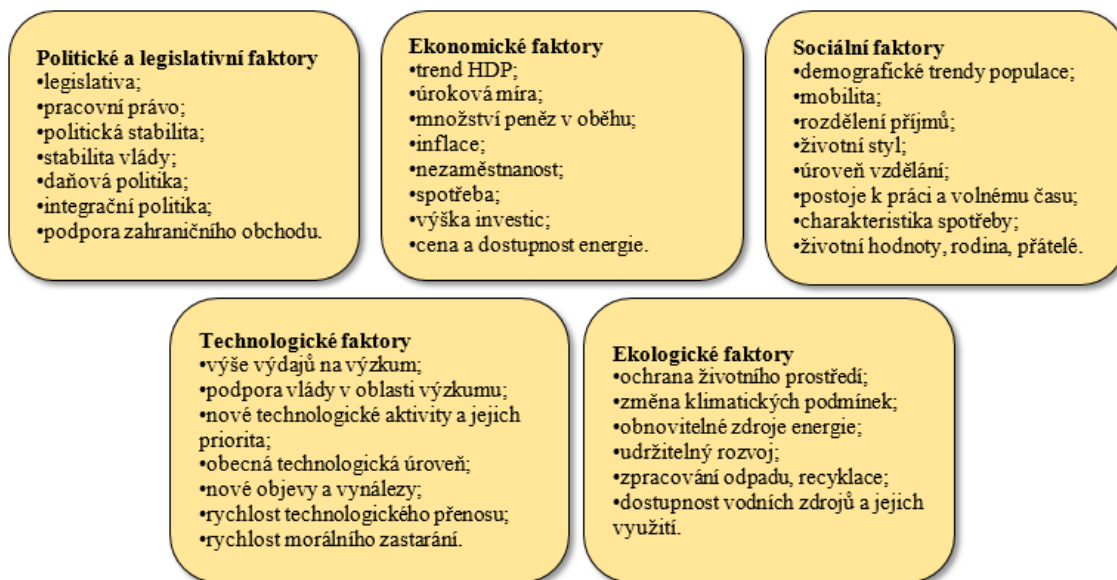 Politické a legislativní faktory
•legislativa;
•pracovní právo;
•politická stabilita;
•stabilita vlády;
•daňová politika;
•integrační politika;
•podpora zahraničního obchodu.
Ekonomické faktory
•trend HDP;
•úroková míra;
•množství peněz v oběhu;
•inflace;
•nezaměstnanost;
•spotřeba;
•výška investic;
•cena a dostupnost energie.
Sociální faktory
•demografické trendy populace;
•mobilita;
•rozdělení příjmů;
•životní styl;
•úroveň vzdělání;
•postoje k práci a volnému času;
•charakteristika spotřeby;
•životní hodnoty, rodina, přátelé.
Technologické faktory
•výše výdajů na výzkum;
•podpora vlády v oblasti výzkumu;
•nové technologické aktivity a jejich
priorita;
•obecná technologická úroveň;
•nové objevy a vynálezy;
•rychlost technologického přenosu;
•rychlost morálního zastarání.
Ekologické faktory
•ochrana životního prostředí;
•změna klimatických podmínek;
•obnovitelné zdroje energie;
•udržitelný rozvoj;
•zpracování odpadu, recyklace;
•dostupnost vodních zdrojů a jejich
využití.